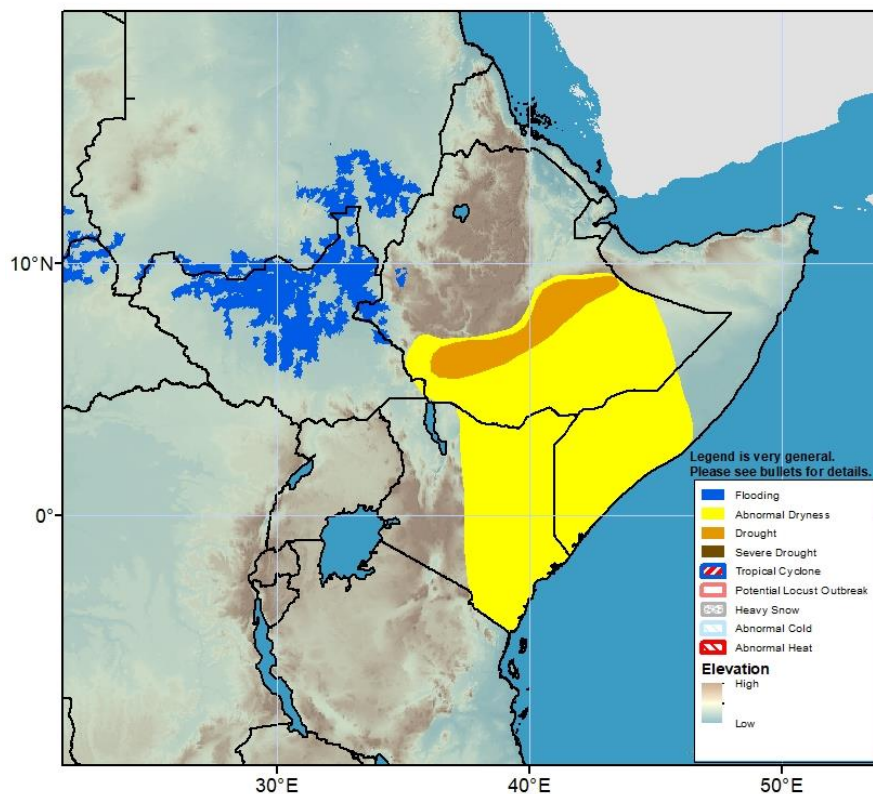 10°N
0°
30°E
40°E
50°E
Legend is very general.
Please see bullets for details.
Flooding
Abnormal Dryness
Drought
Severe Drought
Tropical Cyclone
Potential Locust Outbreak
Heavy Snow
Abnormal Cold
Abnormal Heat
Elevation
High
Low